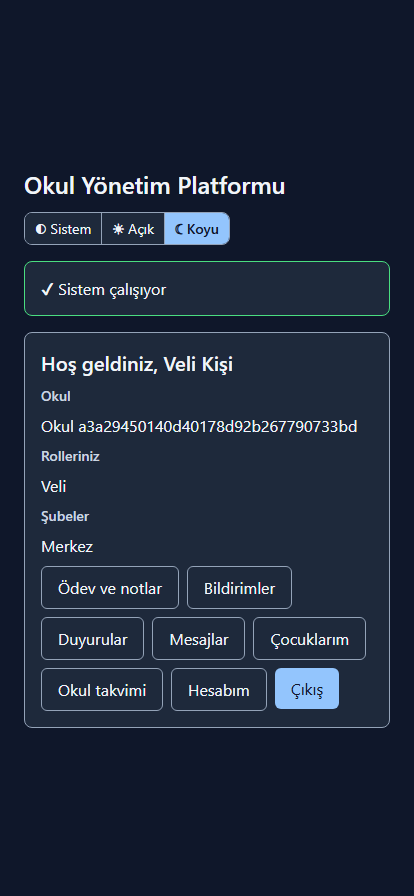 Okul Yönetim Platformu
◐ Sistem ☀ Açık ☾ Koyu
✔ Sistem çalışıyor
Hoş geldiniz, Veli Kişi
Okul
Okul a3a29450140d40178d92b267790733bd
Rolleriniz
Veli
Şubeler
Merkez
Ödev ve notlar Bildirimler
Duyurular Mesajlar Çocuklarım
Okul takvimi Hesabım Çıkış